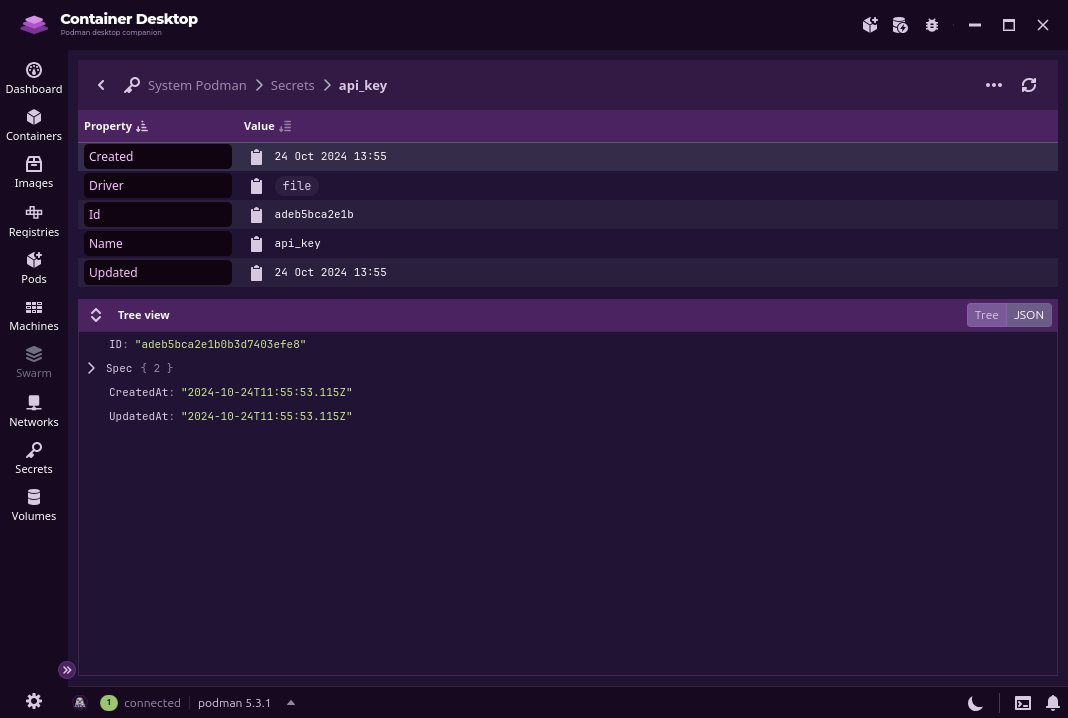 Container Desktop
Podman desktop companion
Dashboard
Containers
Images
Registries
Pods
Machines
Swarm
Networks
Secrets
Volumes
System Podman Secrets api_key
Property Value
Created 24 Oct 2024 13:55
Driver file
Id adeb5bca2e1b
Name api_key
Updated 24 Oct 2024 13:55
Tree view Tree JSON
ID: "adeb5bca2e1b0b3d7403efe8"
Spec { 2 }
CreatedAt: "2024-10-24T11:55:53.115Z"
UpdatedAt: "2024-10-24T11:55:53.115Z"
1 connected podman 5.3.1